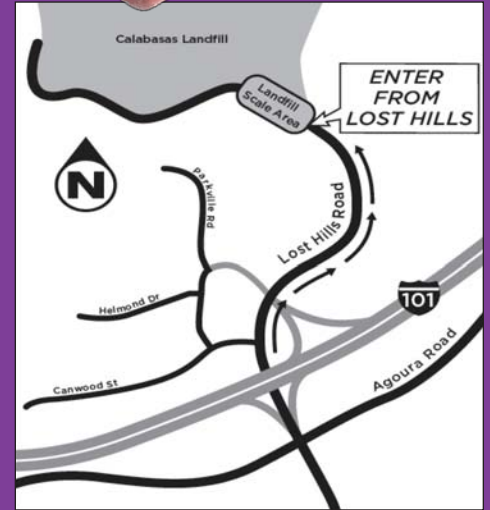 Calabasas Landfill
Landfill
Scale Area
ENTER
FROM
LOST HILLS
N
Parkville Rd
Lost Hills Road
101
Helmond Dr
Agoura Road
Canwood St